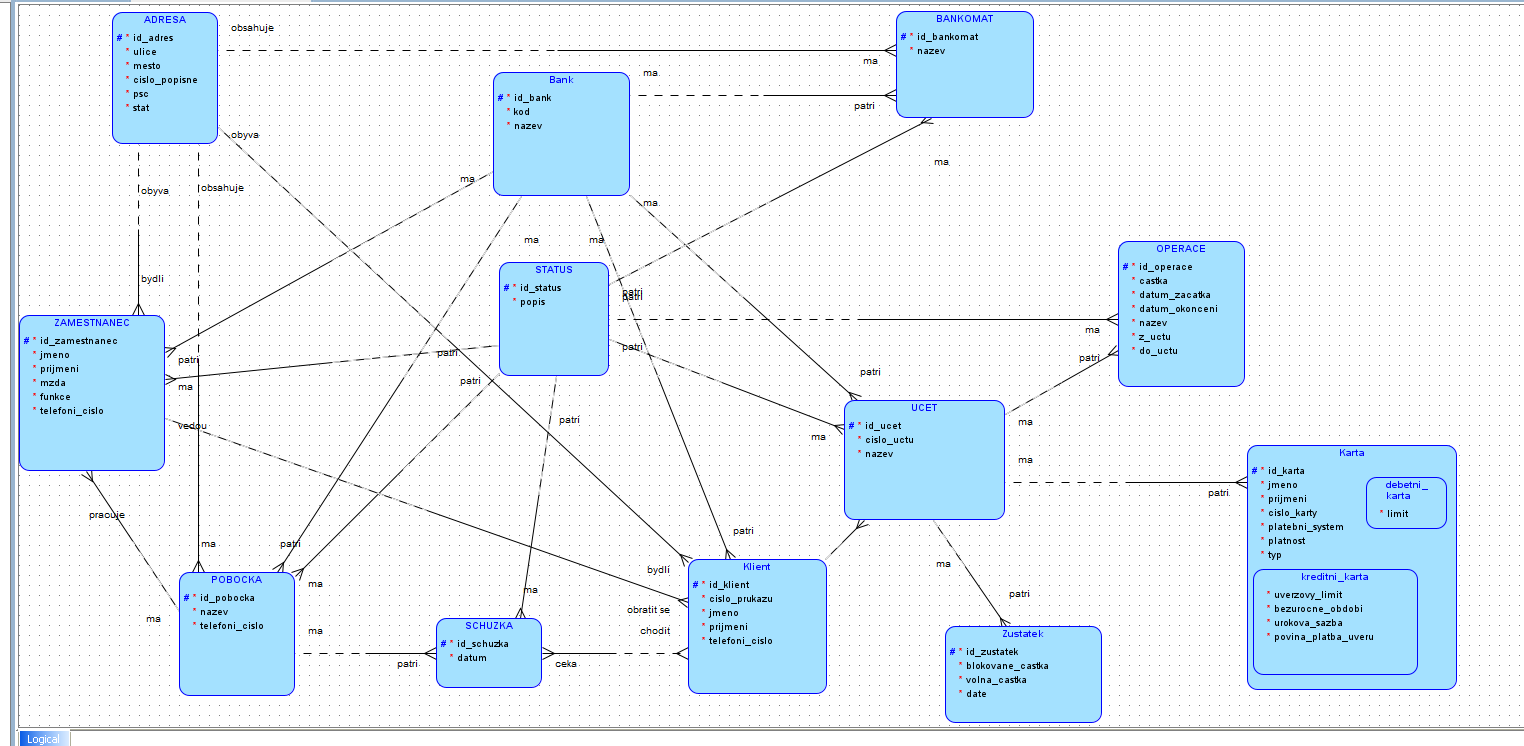 ADRESA
# * id_adres
* ulice
* mesto
* cislo_popisne
* psc
* stat
obsahuje
ma
BANKOMAT
# * id_bankomat
* nazev
Bank
# * id_bank
* kod
* nazev
ma
patri
obyva
obyva
obsahuje
bydli
ma
ma
ma
ma
ma
STATUS
# * id_status
* popis
patri
patri
patri
OPERACE
# * id_operace
* castka
* datum_zacatka
* datum_okonceni
* nazev
* z_uctu
* do_uctu
ma
patri
ZAMESTNANEC
# * id_zamestnanec
* jmeno
* prijmeni
* mzda
* funkce
* telefoni_cislo
patri
ma
vedou
patri
patri
patri
patri
ma
UCET
# * id_ucet
* cislo_uctu
* nazev
ma
ma
patri
Karta
# * id_karta
* jmeno
* prijmeni
* cislo_karty
* platebni_system
* platnost
* typ
debetni_
karta
* limit
kreditni_karta
* uverzovy_limit
* bezurocne_obdobi
* urokova_sazba
* povina_platba_uveru
pracuje
ma
patri
ma
ma
POBOCKA
# * id_pobocka
* nazev
* telefoni_cislo
ma
patri
ma
SCHUZKA
# * id_schuzka
* datum
ceka
patri
bydli
obratit se
chodit
Klient
# * id_klient
* cislo_prukazu
* jmeno
* prijmeni
* telefoni_cislo
ma
patri
Zustatek
# * id_zustatek
* blokovane_castka
* volna_castka
* date
Logical